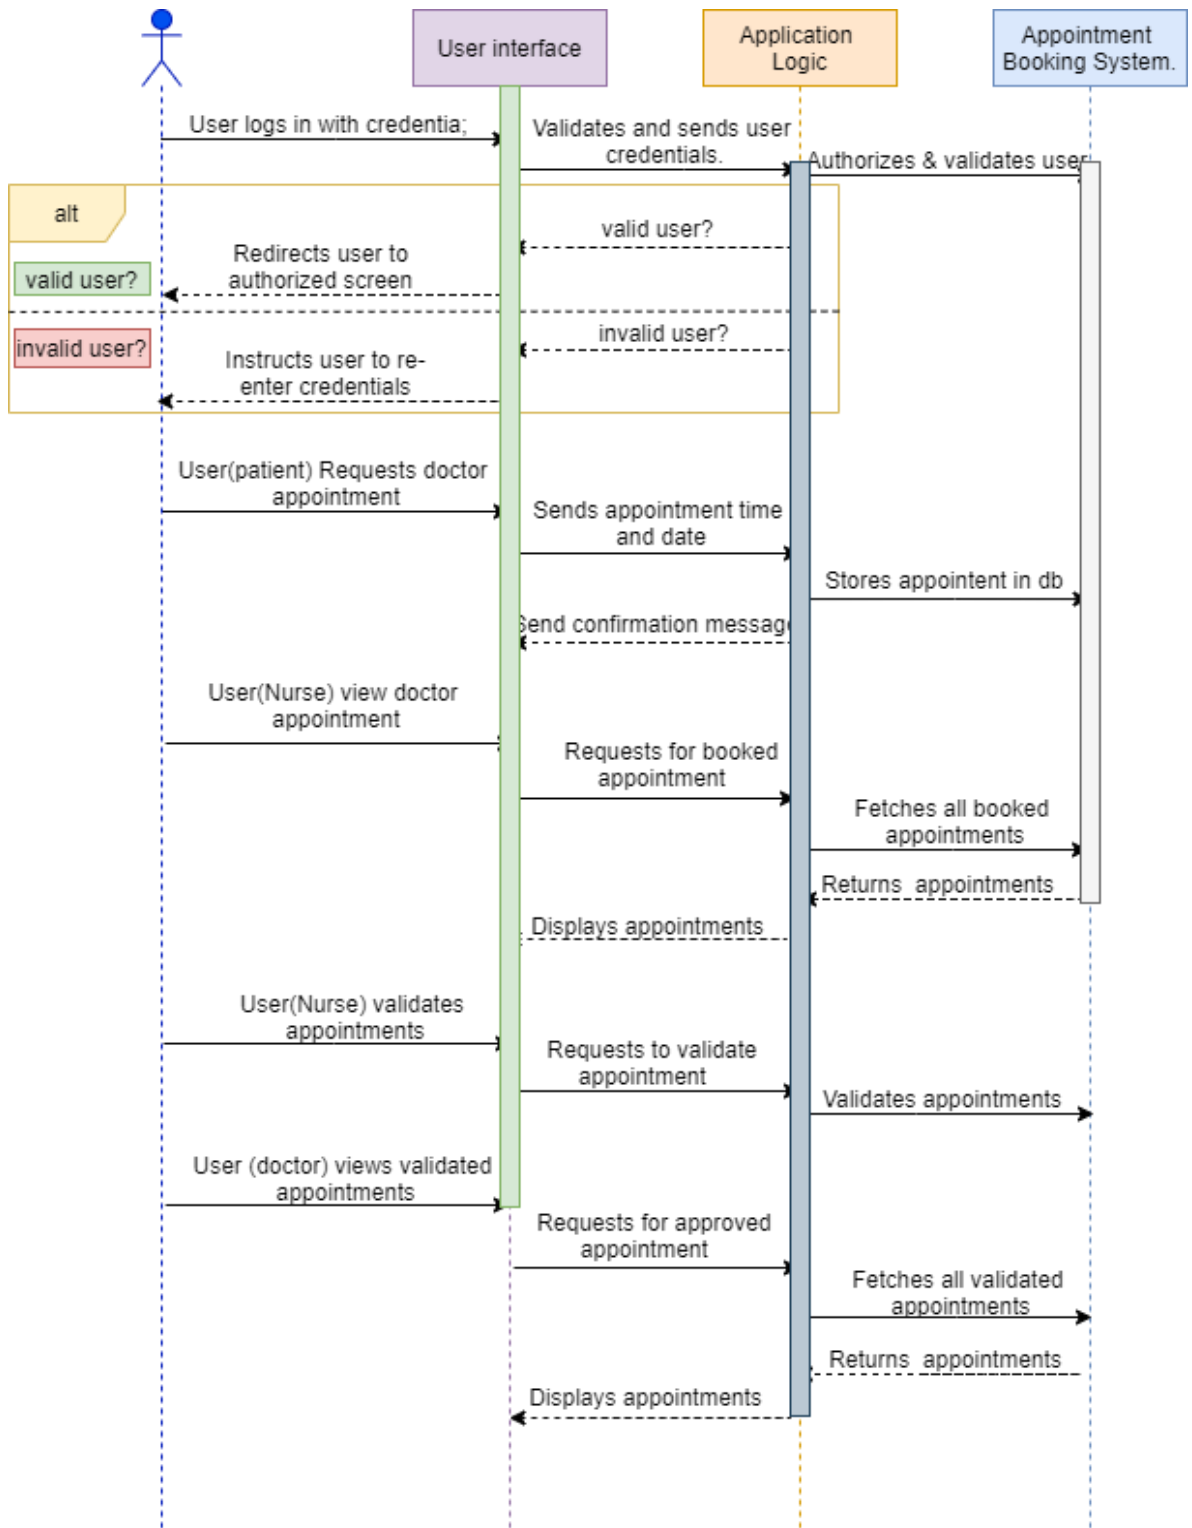 User interface
Application
Logic
Appointment
Booking System.
User logs in with credentia;
Validates and sends user
credentials.
Authorizes & validates user
alt
valid user?
Redirects user to
authorized screen
valid user?
invalid user?
invalid user?
Instructs user to re-
enter credentials
User(patient) Requests doctor
appointment
Sends appointment time
and date
Stores appointent in db
Send confirmation message
User(Nurse) view doctor
appointment
Requests for booked
appointment
Fetches all booked
appointments
Returns  appointments
Displays appointments
User(Nurse) validates
appointments
Requests to validate
appointment
Validates appointments
User (doctor) views validated
appointments
Requests for approved
appointment
Fetches all validated
appointments
Returns  appointments
Displays appointments